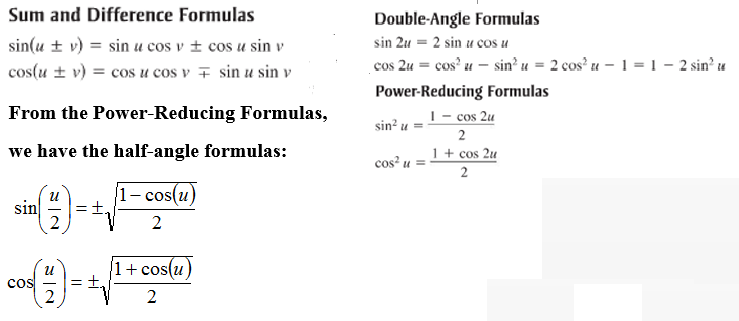 Sum and Difference Formulas
sin(u ± v) = sin u cos v ± cos u sin v
cos(u ± v) = cos u cos v ∓ sin u sin v
From the Power-Reducing Formulas,
we have the half-angle formulas:
sin(u/2) = ±√((1 − cos(u))/2)
cos(u/2) = ±√((1 + cos(u))/2)
Double-Angle Formulas
sin 2u = 2 sin u cos u
cos 2u = cos² u − sin² u = 2 cos² u − 1 = 1 − 2 sin² u
Power-Reducing Formulas
sin² u = (1 − cos 2u)/2
cos² u = (1 + cos 2u)/2